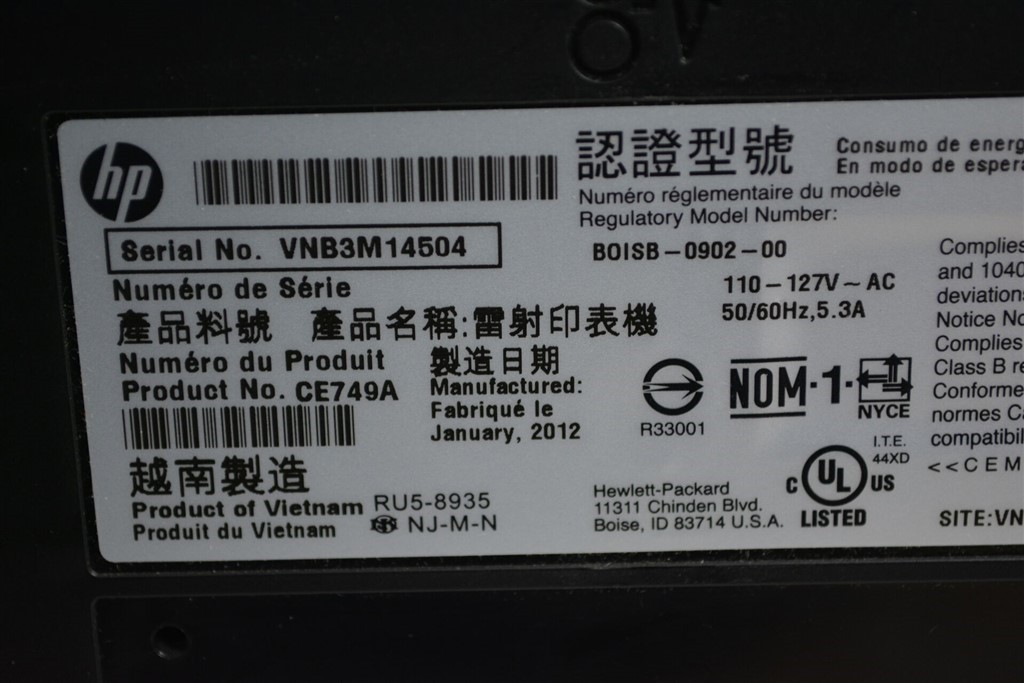 hp
認證型號
Numéro réglementaire du modèle
Regulatory Model Number:
BOISB-0902-00
Consumo de energ
En modo de espera
Serial No. VNB3M14504
Numéro de Série
110-127V~AC
50/60Hz,5.3A
產品料號 產品名稱:雷射印表機
Numéro du Produit
Product No. CE749A
製造日期
Manufactured:
Fabriqué le
January, 2012
R33001
NOM-1-
NYCE
Complies
and 1040
deviations
Notice No
Complies
Class B re
Conforme
normes CA
compatibil
<<CEM
越南製造
Product of Vietnam
Produit du Vietnam
RU5-8935
NJ-M-N
Hewlett-Packard
11311 Chinden Blvd.
Boise, ID 83714 U.S.A.
c UL US
LISTED
I.T.E.
44XD
SITE:VN